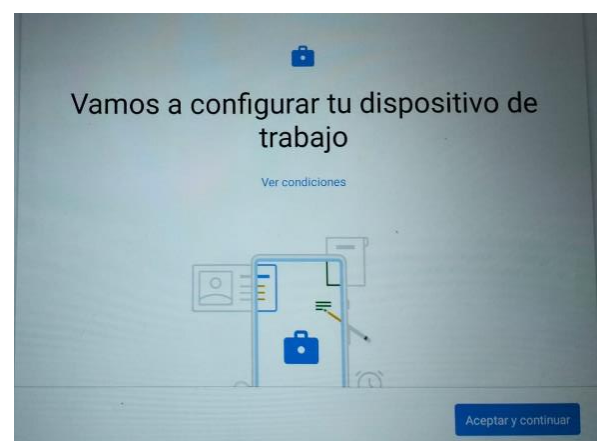 Vamos a configurar tu dispositivo de
trabajo
Ver condiciones
Aceptar y continuar